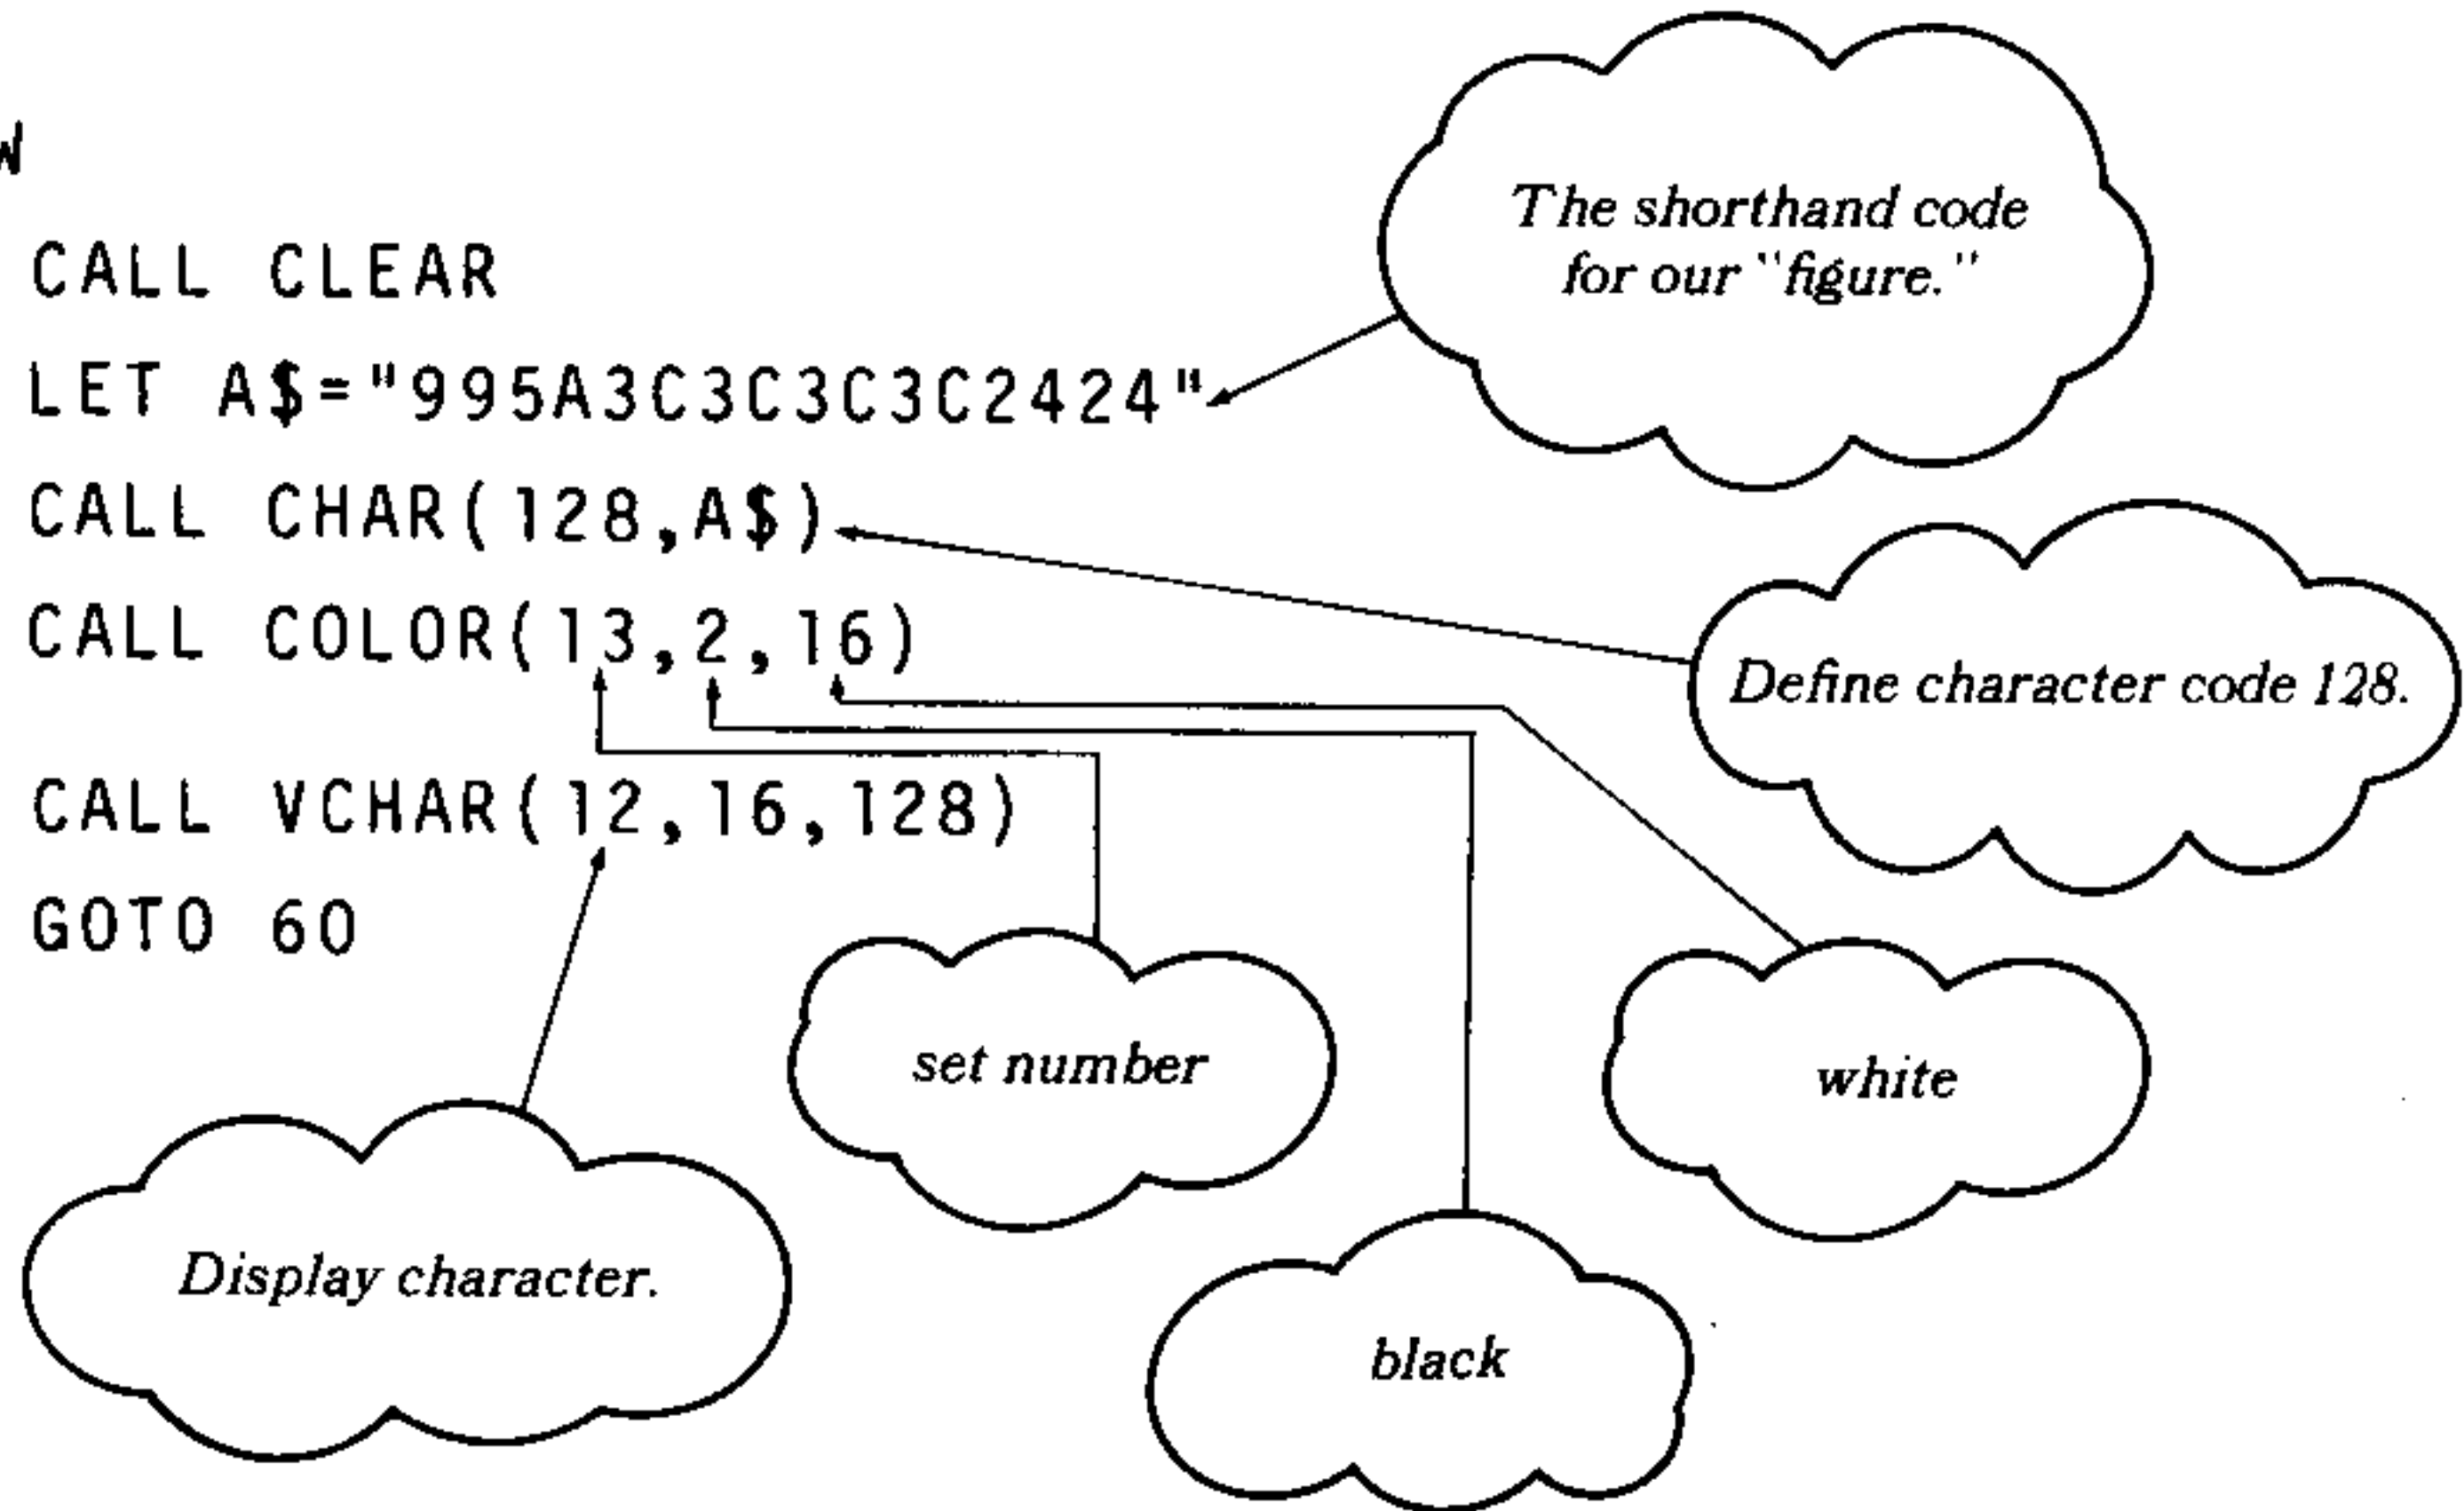 W
CALL CLEAR
LET A$="995A3C3C3C3C2424"
CALL CHAR(128,A$)
CALL COLOR(13,2,16)
CALL VCHAR(12,16,128)
GOTO 60
The shorthand code
for our "figure."
Define character code 128.
set number
white
Display character.
black